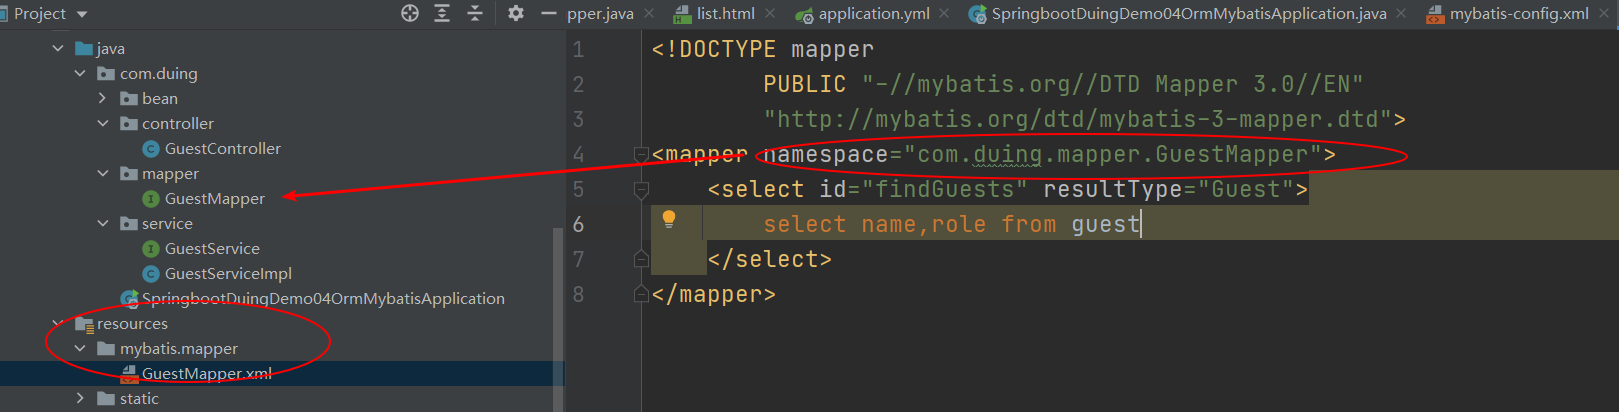 Project
pper.java
list.html
application.yml
SpringbootDuingDemo04OrmMybatisApplication.java
mybatis-config.xml
java
com.duing
bean
controller
GuestController
mapper
GuestMapper
service
GuestService
GuestServiceImpl
SpringbootDuingDemo04OrmMybatisApplication
resources
mybatis.mapper
GuestMapper.xml
static
1 <!DOCTYPE mapper
2 PUBLIC "-//mybatis.org//DTD Mapper 3.0//EN"
3 "http://mybatis.org/dtd/mybatis-3-mapper.dtd">
4 <mapper namespace="com.duing.mapper.GuestMapper">
5 <select id="findGuests" resultType="Guest">
6 select name,role from guest
7 </select>
8 </mapper>